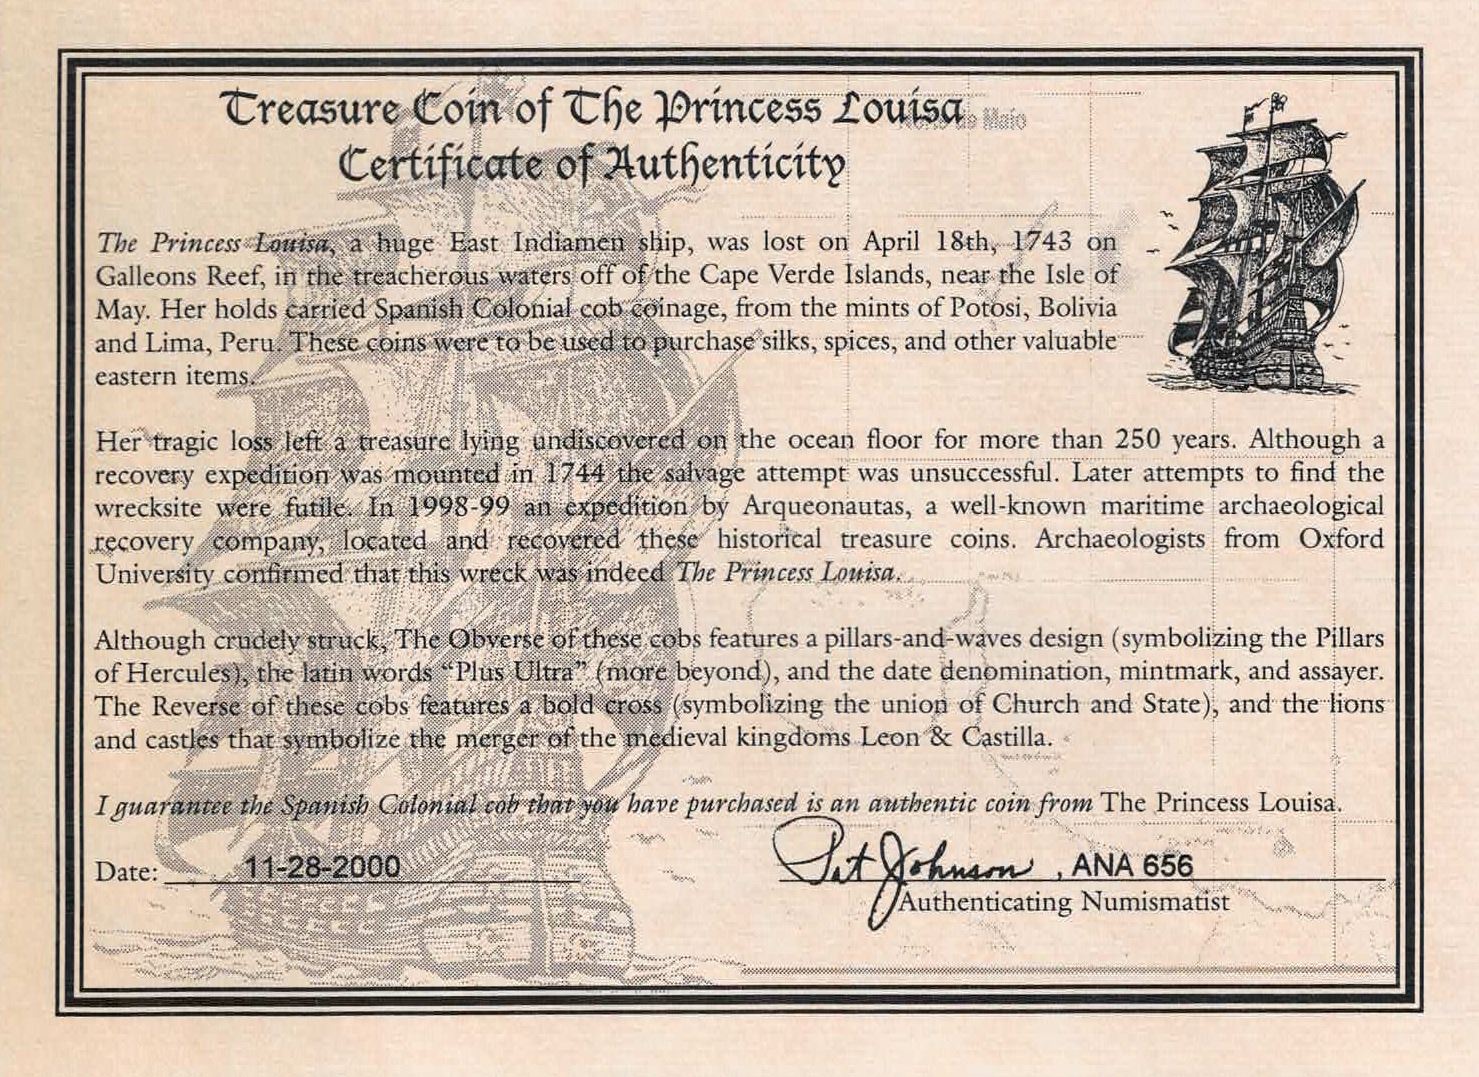 Treasure Coin of The Princess Louisa
Certificate of Authenticity
The Princess Louisa, a huge East Indiamen ship, was lost on April 18th, 1743 on
Galleons Reef, in the treacherous waters off of the Cape Verde Islands, near the Isle of
May. Her holds carried Spanish Colonial cob coinage, from the mints of Potosi, Bolivia
and Lima, Peru. These coins were to be used to purchase silks, spices, and other valuable
eastern items.
Her tragic loss left a treasure lying undiscovered on the ocean floor for more than 250 years. Although a
recovery expedition was mounted in 1744 the salvage attempt was unsuccessful. Later attempts to find the
wrecksite were futile. In 1998-99 an expedition by Arqueonautas, a well-known maritime archaeological
recovery company, located and recovered these historical treasure coins. Archaeologists from Oxford
University confirmed that this wreck was indeed The Princess Louisa.
Although crudely struck, The Obverse of these cobs features a pillars-and-waves design (symbolizing the Pillars
of Hercules), the latin words “Plus Ultra” (more beyond), and the date denomination, mintmark, and assayer.
The Reverse of these cobs features a bold cross (symbolizing the union of Church and State), and the lions
and castles that symbolize the merger of the medieval kingdoms Leon & Castilla.
I guarantee the Spanish Colonial cob that you have purchased is an authentic coin from The Princess Louisa.
Date: 11-28-2000
Pat Johnson, ANA 656
Authenticating Numismatist